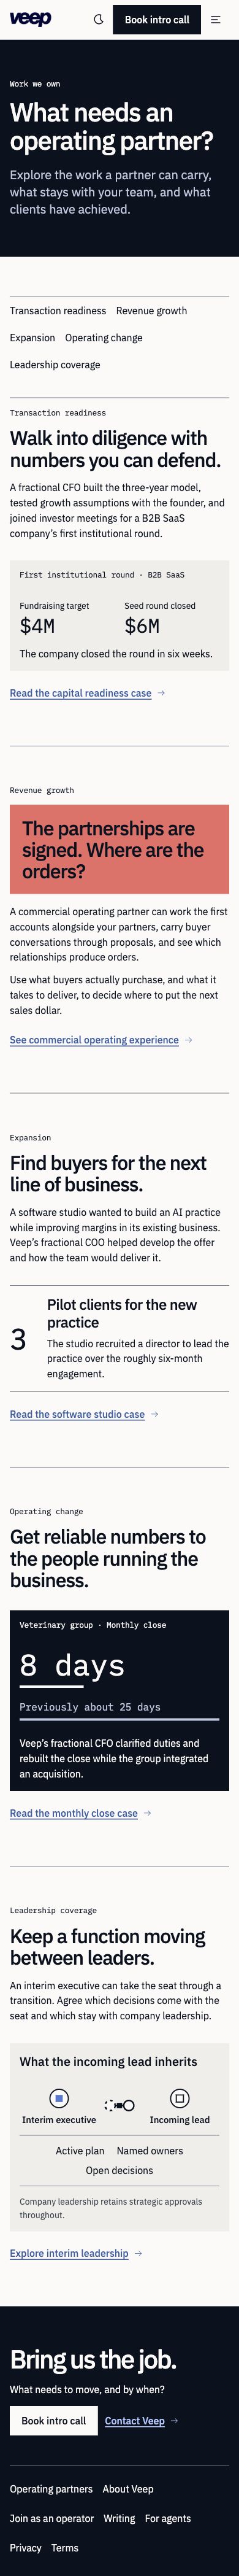 veep
Book intro call
Work we own
What needs an
operating partner?
Explore the work a partner can carry,
what stays with your team, and what
clients have achieved.
Transaction readiness Revenue growth
Expansion Operating change
Leadership coverage
Transaction readiness
Walk into diligence with
numbers you can defend.
A fractional CFO built the three-year model,
tested growth assumptions with the founder, and
joined investor meetings for a B2B SaaS
company’s first institutional round.
First institutional round · B2B SaaS
Fundraising target Seed round closed
$4M $6M
The company closed the round in six weeks.
Read the capital readiness case →
Revenue growth
The partnerships are
signed. Where are the
orders?
A commercial operating partner can work the first
accounts alongside your partners, carry buyer
conversations through proposals, and see which
relationships produce orders.
Use what buyers actually purchase, and what it
takes to deliver, to decide where to put the next
sales dollar.
See commercial operating experience →
Expansion
Find buyers for the next
line of business.
A software studio wanted to build an AI practice
while improving margins in its existing business.
Veep’s fractional COO helped develop the offer
and how the team would deliver it.
3
Pilot clients for the new
practice
The studio recruited a director to lead the
practice over the roughly six-month
engagement.
Read the software studio case →
Operating change
Get reliable numbers to
the people running the
business.
Veterinary group · Monthly close
8 days
Previously about 25 days
Veep’s fractional CFO clarified duties and
rebuilt the close while the group integrated
an acquisition.
Read the monthly close case →
Leadership coverage
Keep a function moving
between leaders.
An interim executive can take the seat through a
transition. Agree which decisions come with the
seat and which stay with company leadership.
What the incoming lead inherits
Interim executive Incoming lead
Active plan Named owners
Open decisions
Company leadership retains strategic approvals
throughout.
Explore interim leadership →
Bring us the job.
What needs to move, and by when?
Book intro call Contact Veep →
Operating partners About Veep
Join as an operator Writing For agents
Privacy Terms